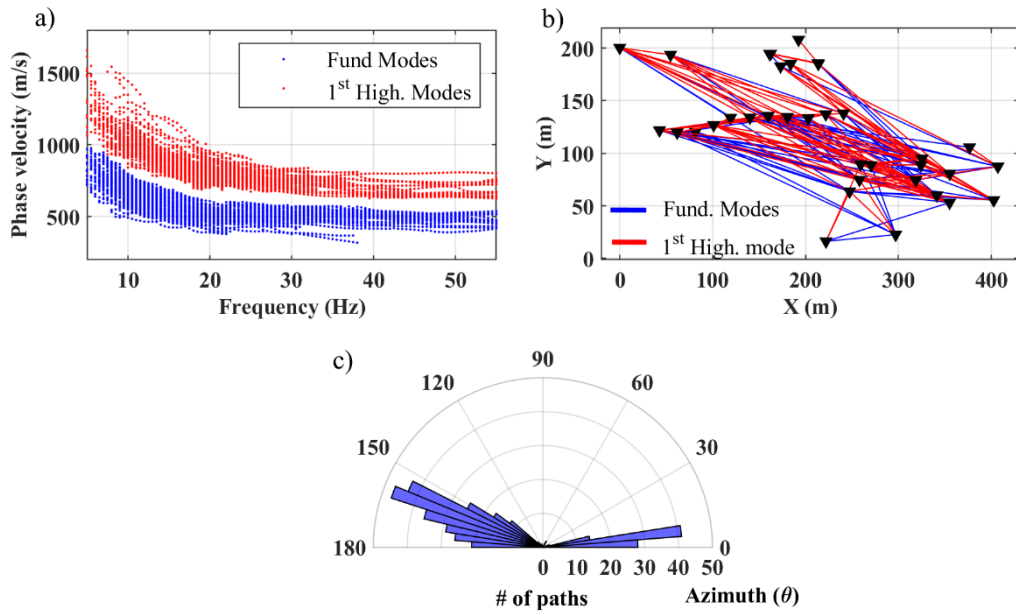 a)
Phase velocity (m/s)
1500
1000
500
Fund Modes
1st High. Modes
10 20 30 40 50
Frequency (Hz)
b)
Y (m)
200
150
100
50
0
Fund. Modes
1st High. mode
0 100 200 300 400
X (m)
c)
90
120 60
150 30
180 0
0 10 20 30 40 50
# of paths Azimuth (θ)